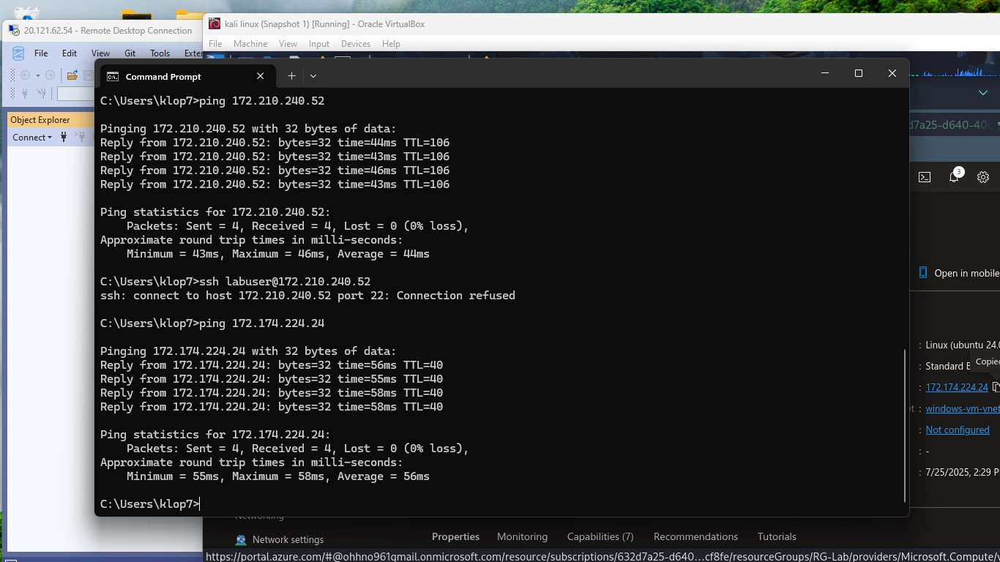 20.121.62.54 - Remote Desktop Connection
kali linux (Snapshot 1) [Running] - Oracle VirtualBox
File Machine View Input Devices Help
File Edit View Git Tools
Object Explorer
Connect
Command Prompt
C:\Users\klop7>ping 172.210.240.52
Pinging 172.210.240.52 with 32 bytes of data:
Reply from 172.210.240.52: bytes=32 time=44ms TTL=106
Reply from 172.210.240.52: bytes=32 time=43ms TTL=106
Reply from 172.210.240.52: bytes=32 time=46ms TTL=106
Reply from 172.210.240.52: bytes=32 time=43ms TTL=106
Ping statistics for 172.210.240.52:
Packets: Sent = 4, Received = 4, Lost = 0 (0% loss),
Approximate round trip times in milli-seconds:
Minimum = 43ms, Maximum = 46ms, Average = 44ms
C:\Users\klop7>ssh labuser@172.210.240.52
ssh: connect to host 172.210.240.52 port 22: Connection refused
C:\Users\klop7>ping 172.174.224.24
Pinging 172.174.224.24 with 32 bytes of data:
Reply from 172.174.224.24: bytes=32 time=56ms TTL=40
Reply from 172.174.224.24: bytes=32 time=55ms TTL=40
Reply from 172.174.224.24: bytes=32 time=58ms TTL=40
Reply from 172.174.224.24: bytes=32 time=58ms TTL=40
Ping statistics for 172.174.224.24:
Packets: Sent = 4, Received = 4, Lost = 0 (0% loss),
Approximate round trip times in milli-seconds:
Minimum = 55ms, Maximum = 58ms, Average = 56ms
C:\Users\klop7>
d7a25-d640-40
3
Open in mobile
: Linux (ubuntu 24.0
: Standard B
Copied
: 172.174.224.24
: windows-vm-vnet
: Not configured
: -
: 7/25/2025, 2:29 P
Networking
Network settings
Properties Monitoring Capabilities (7) Recommendations Tutorials
https://portal.azure.com/#@ohhno961gmail.onmicrosoft.com/resource/subscriptions/632d7a25-d640...cf8fe/resourceGroups/RG-Lab/providers/Microsoft.Compute/